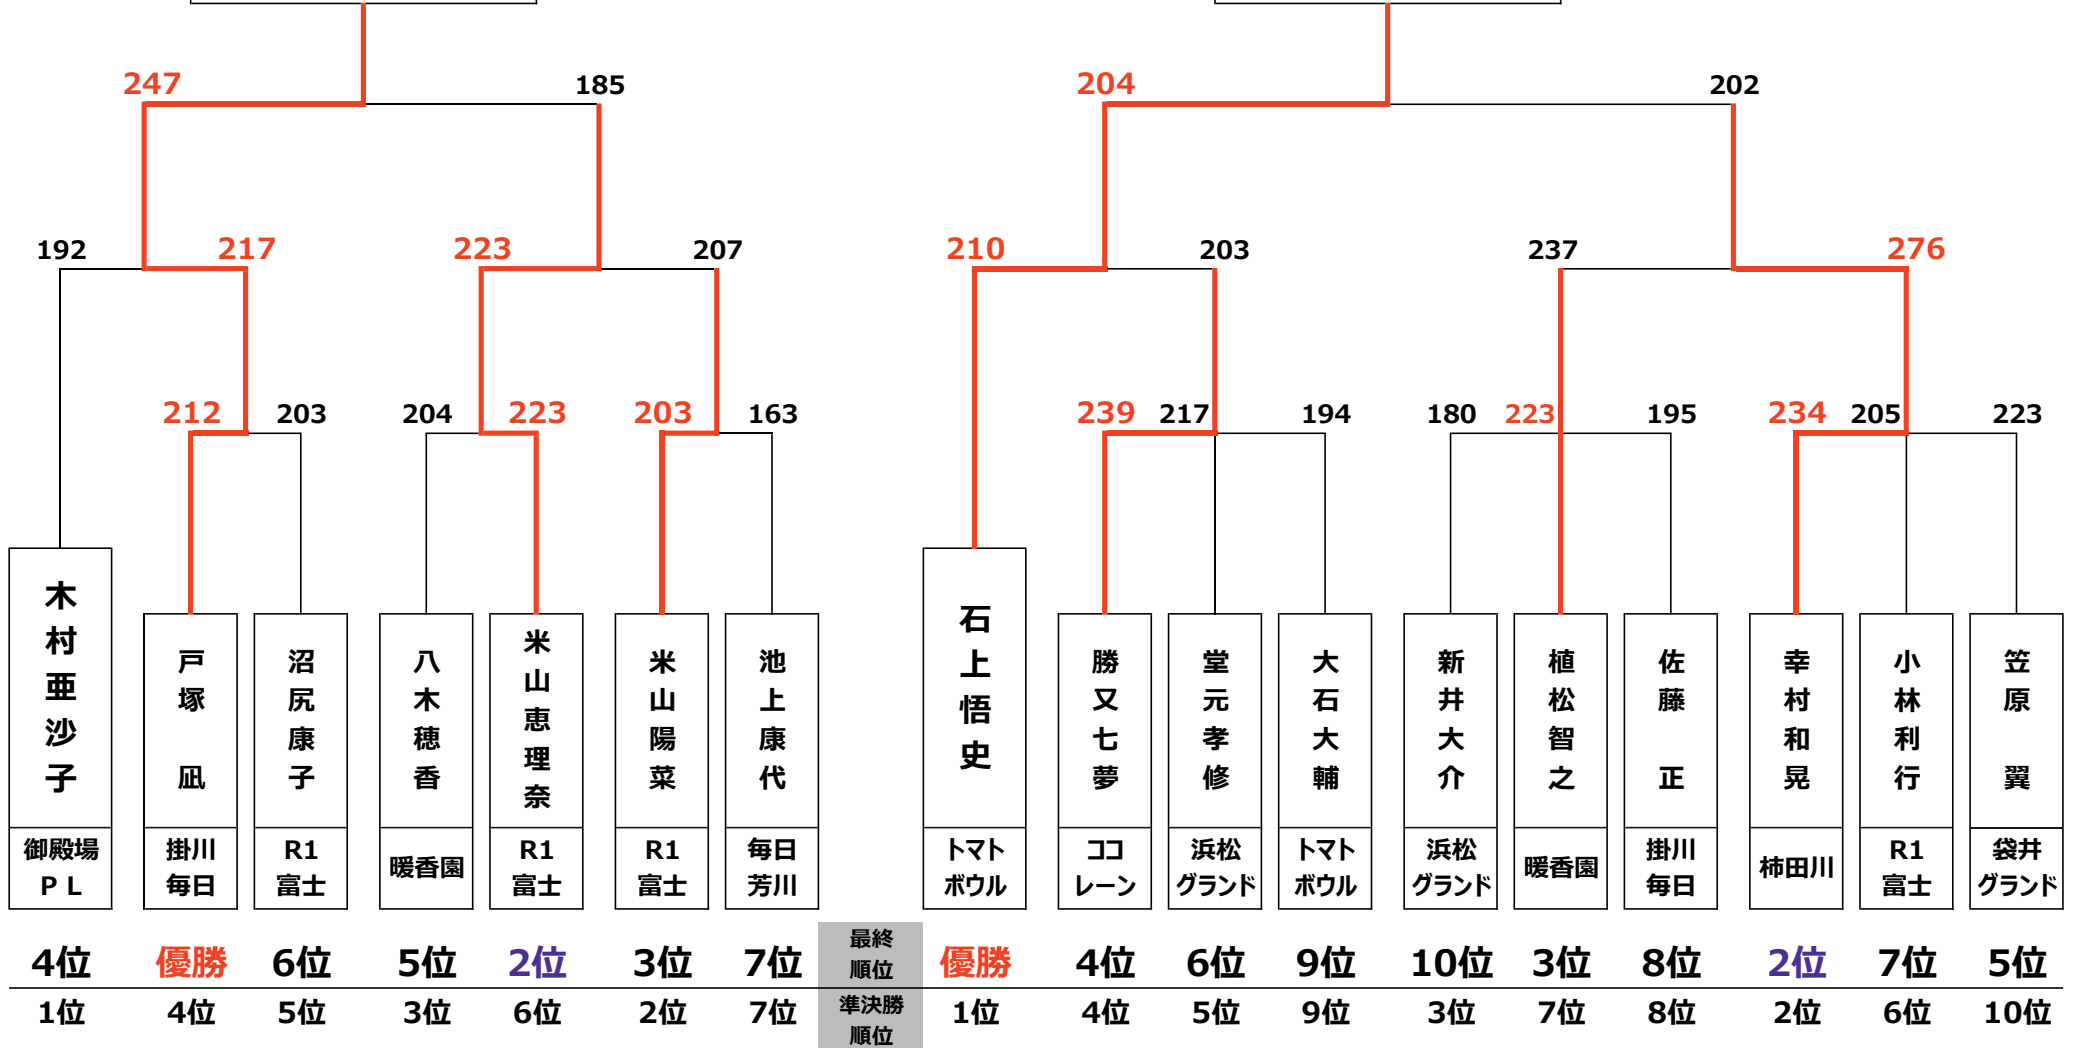 247 185 204 202
192 217 223 207 210 203 237 276
212 203 204 223 203 163 239 217 194 180 223 195 234 205 223
木村亜沙子
戸塚 凪
沼尻康子
八木穂香
米山恵理奈
米山陽菜
池上康代
石上悟史
勝又七夢
堂元孝修
大石大輔
新井大介
植松智之
佐藤 正
幸村和晃
小林利行
笠原 翼
御殿場
ＰＬ
掛川
毎日
R1
富士
暖香園
R1
富士
R1
富士
毎日
芳川
トマト
ボウル
ココ
レーン
浜松
グランド
トマト
ボウル
浜松
グランド
暖香園
掛川
毎日
柿田川
R1
富士
袋井
グランド
4位 優勝 6位 5位 2位 3位 7位
最終
順位
優勝 4位 6位 9位 10位 3位 8位 2位 7位 5位
1位 4位 5位 3位 6位 2位 7位
準決勝
順位
1位 4位 5位 9位 3位 7位 8位 2位 6位 10位